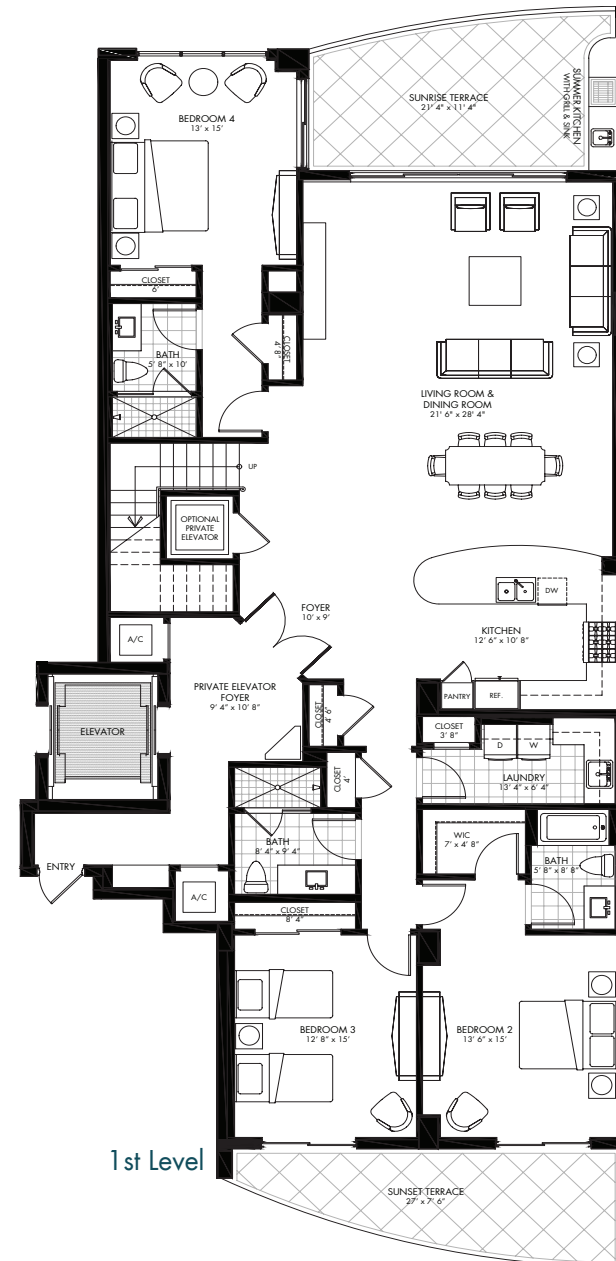 SUNRISE TERRACE
21' 4" x 11' 4"
SUMMER KITCHEN
WITH GRILL & SINK
BEDROOM 4
13' x 15'
CLOSET
6'
CLOSET
4' 8"
BATH
5' 8" x 10'
LIVING ROOM &
DINING ROOM
21' 6" x 28' 4"
UP
OPTIONAL
PRIVATE
ELEVATOR
DW
FOYER
10' x 9'
KITCHEN
12' 6" x 10' 8"
A/C
PRIVATE ELEVATOR
FOYER
9' 4" x 10' 8"
PANTRY
REF.
CLOSET
4' 6"
ELEVATOR
CLOSET
3' 8"
D
W
CLOSET
4'
LAUNDRY
13' 4" x 6' 4"
WIC
7' x 4' 8"
BATH
8' 4" x 9' 4"
BATH
5' 8" x 8' 8"
ENTRY
A/C
CLOSET
8' 4"
BEDROOM 3
12' 8" x 15'
BEDROOM 2
13' 6" x 15'
1st Level
SUNSET TERRACE
27' x 7' 6"